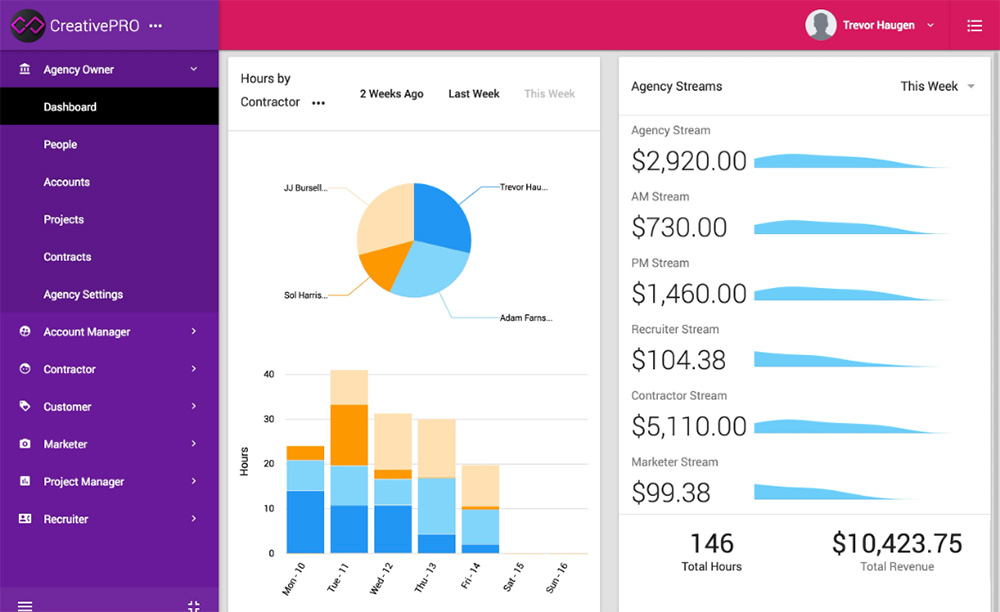 CreativePRO
Trevor Haugen
Agency Owner
Dashboard
People
Accounts
Projects
Contracts
Agency Settings
Account Manager
Contractor
Customer
Marketer
Project Manager
Recruiter
Hours by
Contractor
2 Weeks Ago Last Week This Week
JJ Bursell...
Trevor Hau...
Sol Harris...
Adam Farns...
Hours
40
30
20
10
0
Mon - 10
Tue - 11
Wed - 12
Thu - 13
Fri - 14
Sat - 15
Sun - 16
Agency Streams
This Week
Agency Stream
$2,920.00
AM Stream
$730.00
PM Stream
$1,460.00
Recruiter Stream
$104.38
Contractor Stream
$5,110.00
Marketer Stream
$99.38
146
Total Hours
$10,423.75
Total Revenue